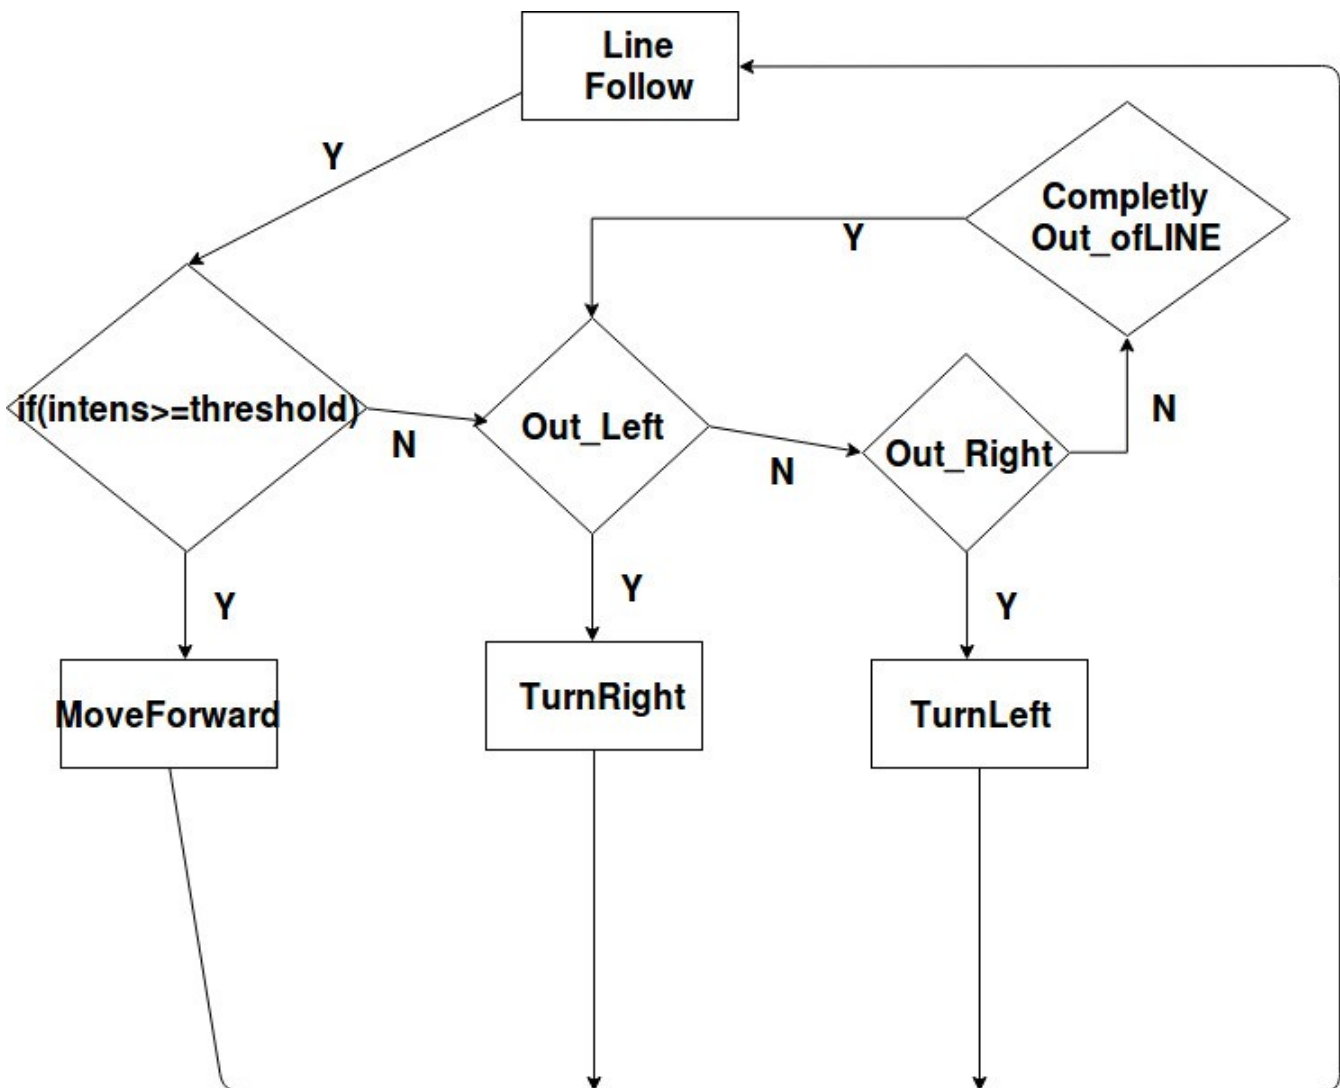 Line
Follow
Y
Completly
Out_ofLINE
Y
if(intens>=threshold)
N
Out_Left
N
Out_Right
N
Y
Y
Y
MoveForward
TurnRight
TurnLeft